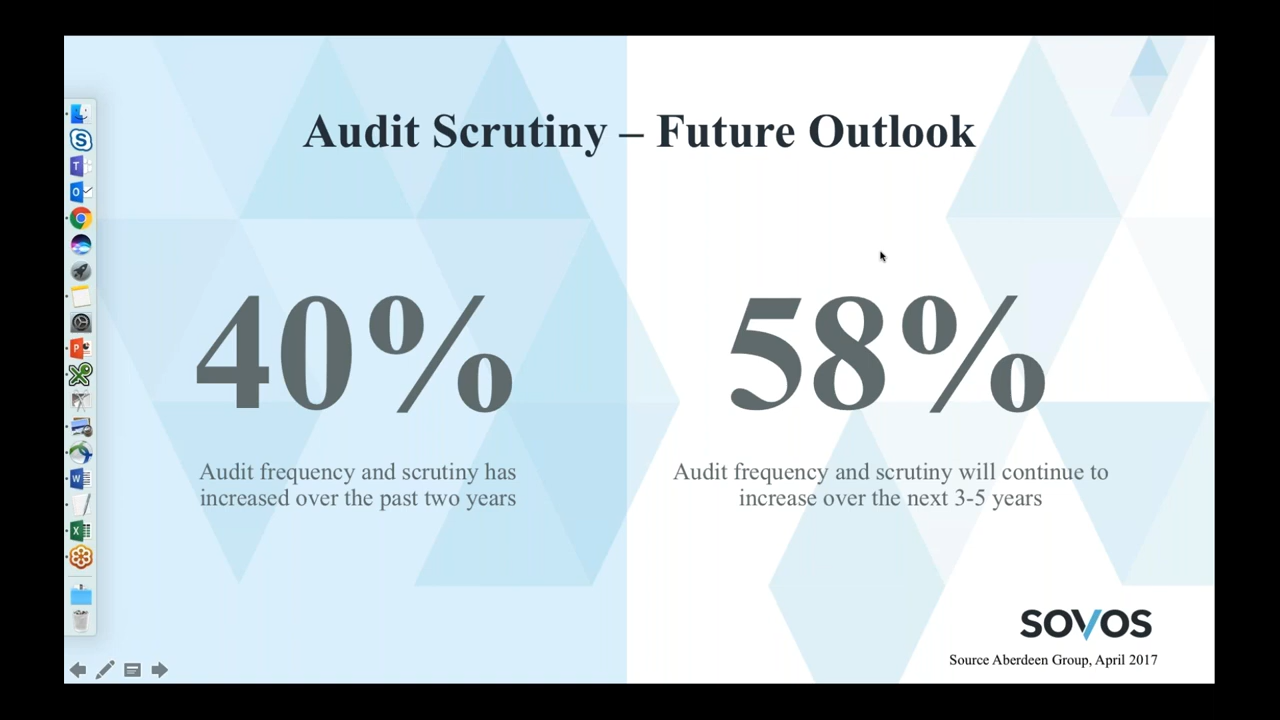 Audit Scrutiny – Future Outlook
40%
Audit frequency and scrutiny has
increased over the past two years
58%
Audit frequency and scrutiny will continue to
increase over the next 3-5 years
SOVOS
Source Aberdeen Group, April 2017